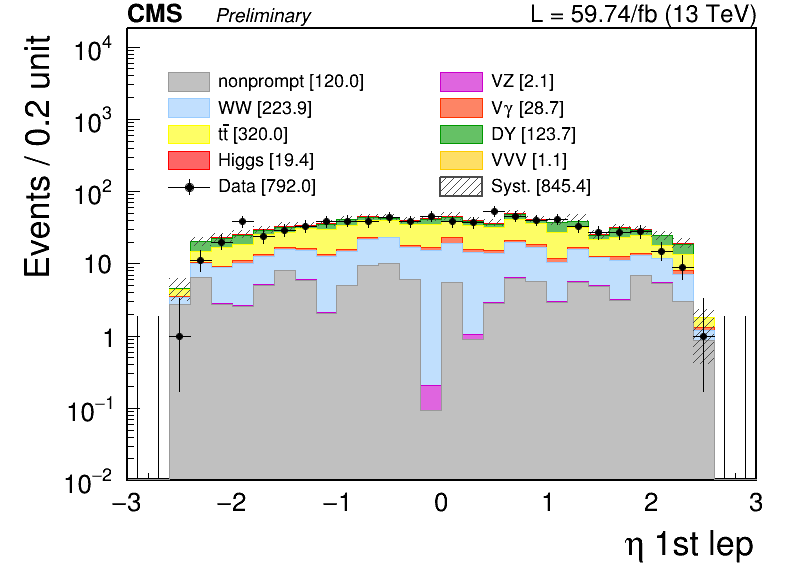 CMS Preliminary L = 59.74/fb (13 TeV)
Events / 0.2 unit
10⁴
10³
10²
10
1
10⁻¹
10⁻²
nonprompt [120.0] VZ [2.1]
WW [223.9] Vγ [28.7]
tt̄ [320.0] DY [123.7]
Higgs [19.4] VVV [1.1]
Data [792.0] Syst. [845.4]
−3 −2 −1 0 1 2 3
η 1st lep